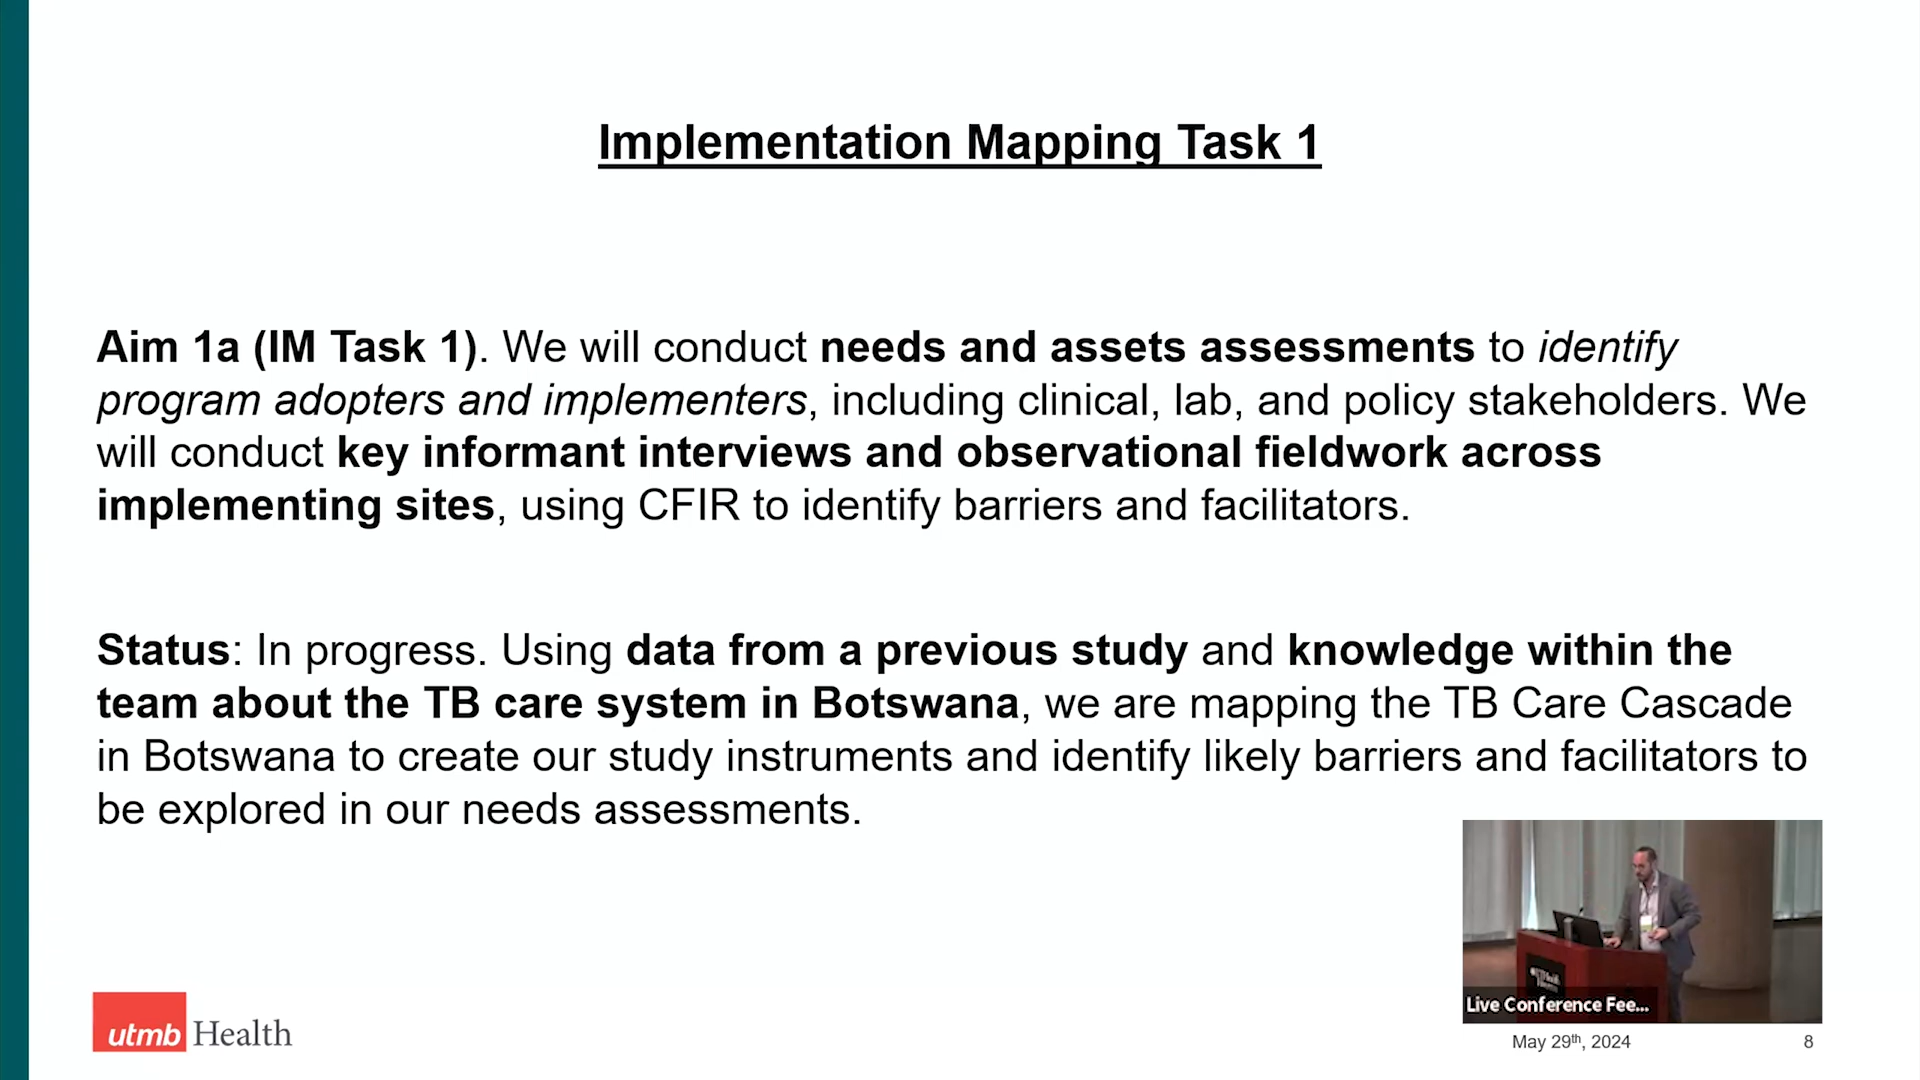 Implementation Mapping Task 1
Aim 1a (IM Task 1). We will conduct needs and assets assessments to identify
program adopters and implementers, including clinical, lab, and policy stakeholders. We
will conduct key informant interviews and observational fieldwork across
implementing sites, using CFIR to identify barriers and facilitators.
Status: In progress. Using data from a previous study and knowledge within the
team about the TB care system in Botswana, we are mapping the TB Care Cascade
in Botswana to create our study instruments and identify likely barriers and facilitators to
be explored in our needs assessments.
Live Conference Fee...
utmb Health
May 29th, 2024
8